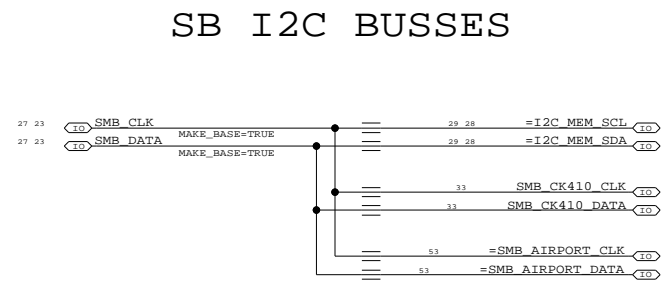 SB I2C BUSSES
27 23 IO SMB_CLK 29 28 =I2C_MEM_SCL IO
MAKE_BASE=TRUE
27 23 IO SMB_DATA 29 28 =I2C_MEM_SDA IO
MAKE_BASE=TRUE
33 SMB_CK410_CLK IO
33 SMB_CK410_DATA IO
53 =SMB_AIRPORT_CLK IO
53 =SMB_AIRPORT_DATA IO